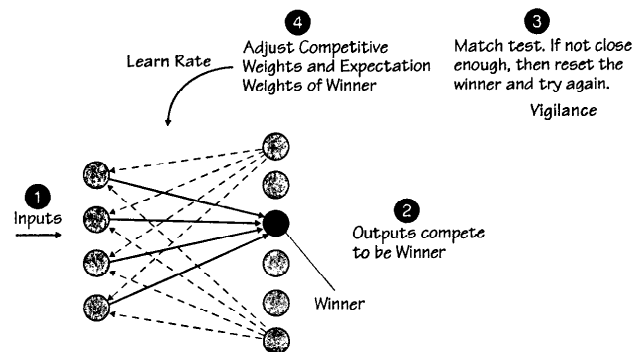 4
3
Learn Rate
Adjust Competitive
Weights and Expectation
Weights of Winner
Match test. If not close
enough, then reset the
winner and try again.
Vigilance
1
Inputs
2
Outputs compete
to be Winner
Winner